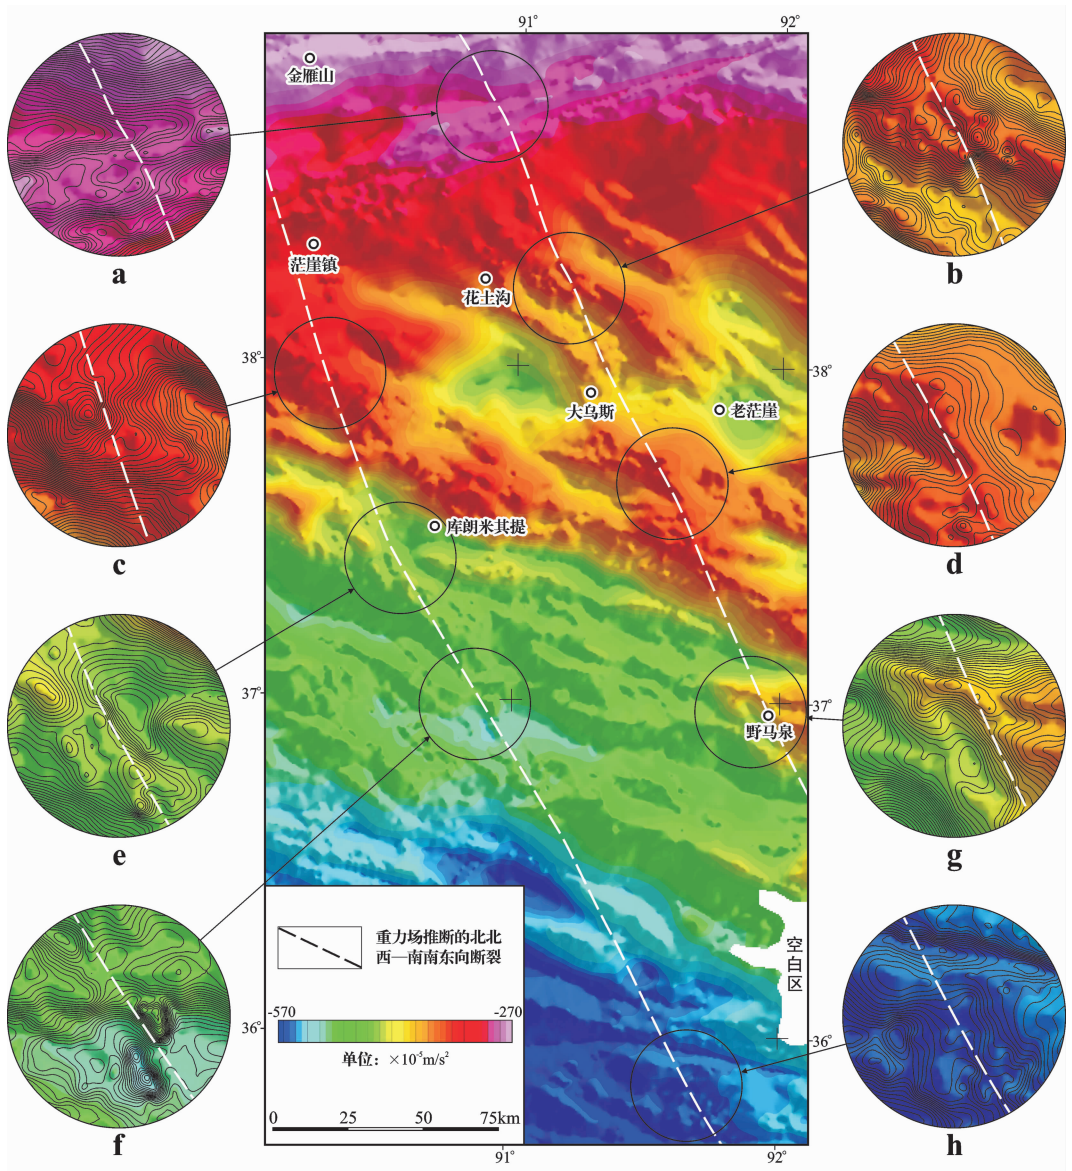 91°
92°
金雁山
茫崖镇
花土沟
38°
38°
大乌斯
老茫崖
库朗米其提
37°
37°
野马泉
空白区
36°
36°
重力场推断的北北
西—南南东向断裂
-570
-270
单位：×10⁻⁵m/s²
0 25 50 75km
91°
92°
a
b
c
d
e
g
f
h